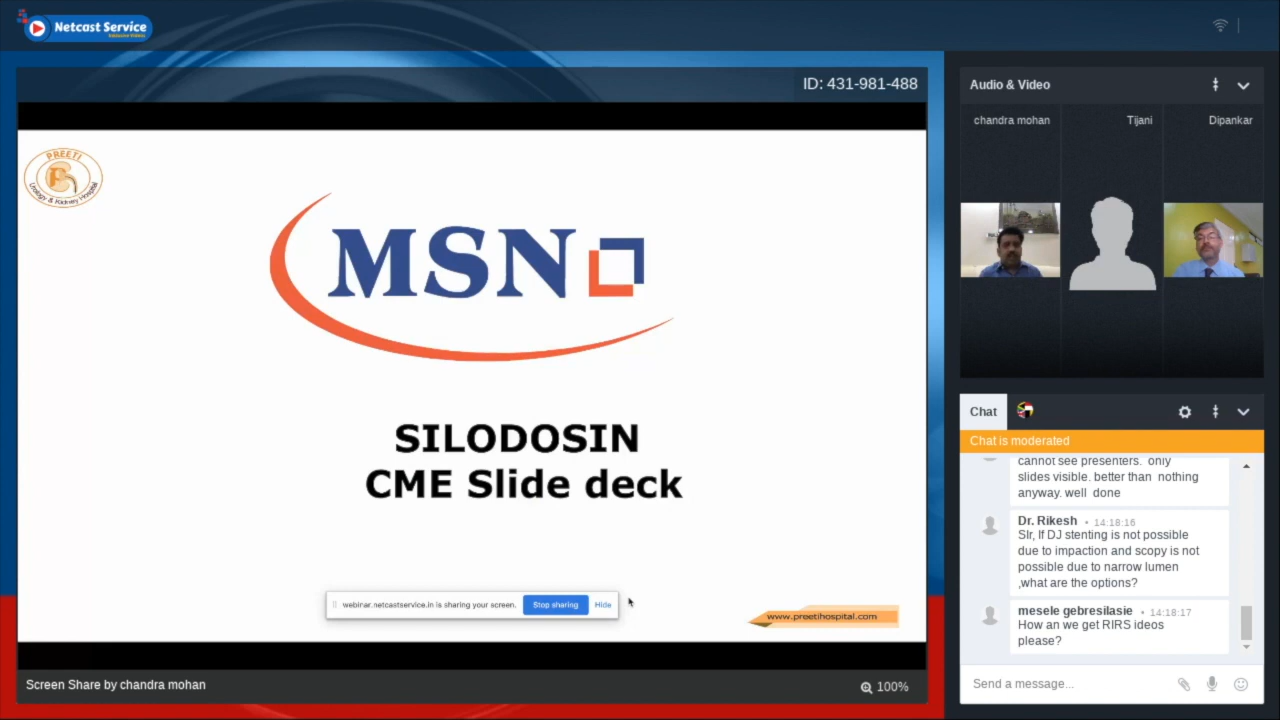 Netcast Service
ID: 431-981-488
PREETI
Urology & Kidney Hospital
MSN
SILODOSIN
CME Slide deck
webinar.netcastservice.in is sharing your screen.
Stop sharing
Hide
www.preetihospital.com
Screen Share by chandra mohan
100%
Audio & Video
chandra mohan
Tijani
Dipankar
Chat
Chat is moderated
cannot see presenters. only
slides visible. better than nothing
anyway. well done
Dr. Rikesh • 14:18:16
SIr, If DJ stenting is not possible
due to impaction and scopy is not
possible due to narrow lumen
,what are the options?
mesele gebresilasie • 14:18:17
How an we get RIRS ideos
please?
Send a message...